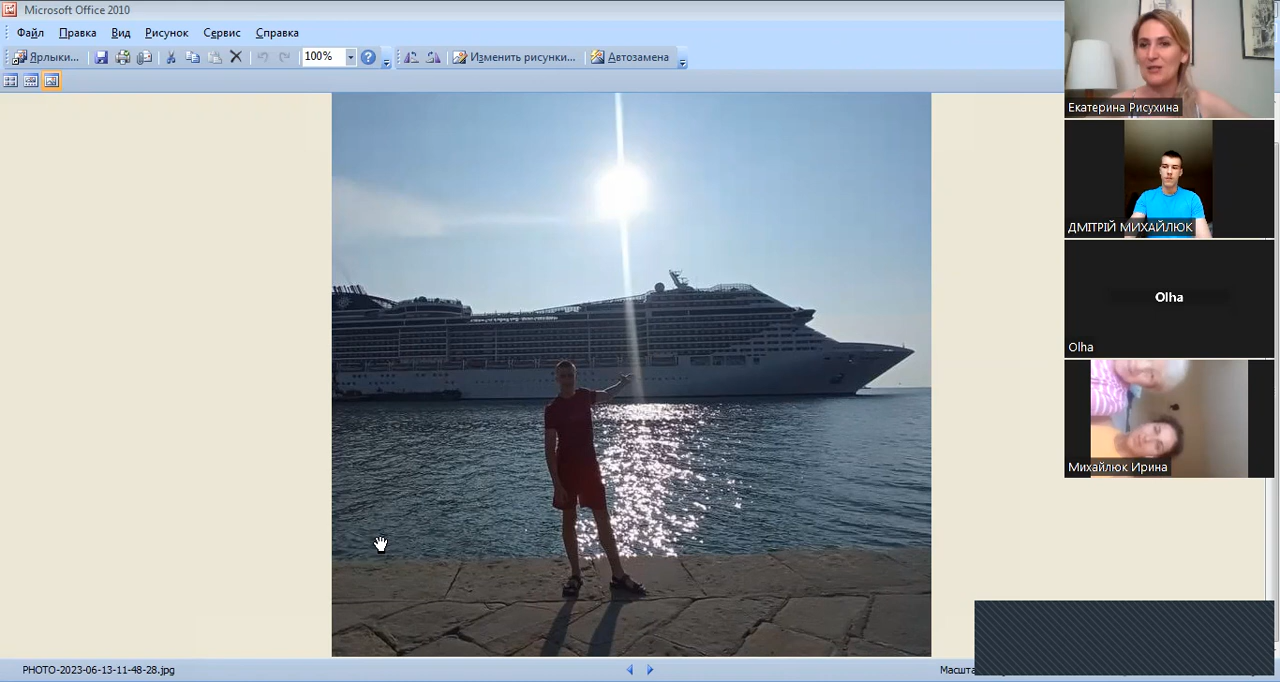 Microsoft Office 2010
Файл Правка Вид Рисунок Сервис Справка
Ярлыки... 100% Изменить рисунки... Автозамена
Екатерина Рисухина
ДМІТРІЙ МИХАЙЛЮК
Olha
Olha
Михайлюк Ирина
PHOTO-2023-06-13-11-48-28.jpg